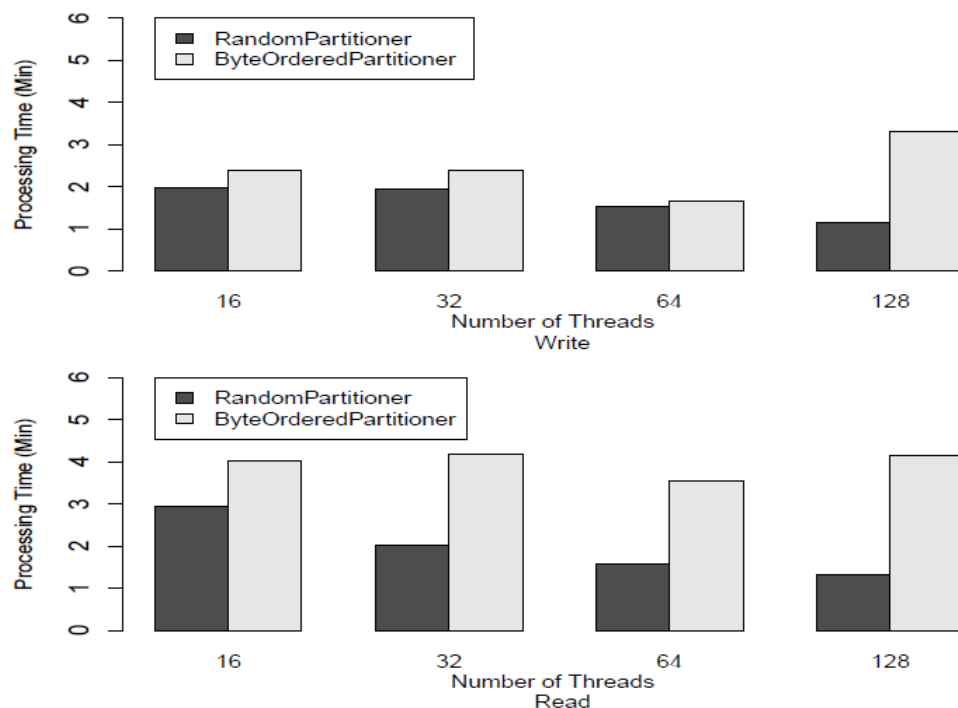 RandomPartitioner
ByteOrderedPartitioner
Processing Time (Min)
6
5
4
3
2
1
0
16 32 64 128
Number of Threads
Write
RandomPartitioner
ByteOrderedPartitioner
Processing Time (Min)
6
5
4
3
2
1
0
16 32 64 128
Number of Threads
Read